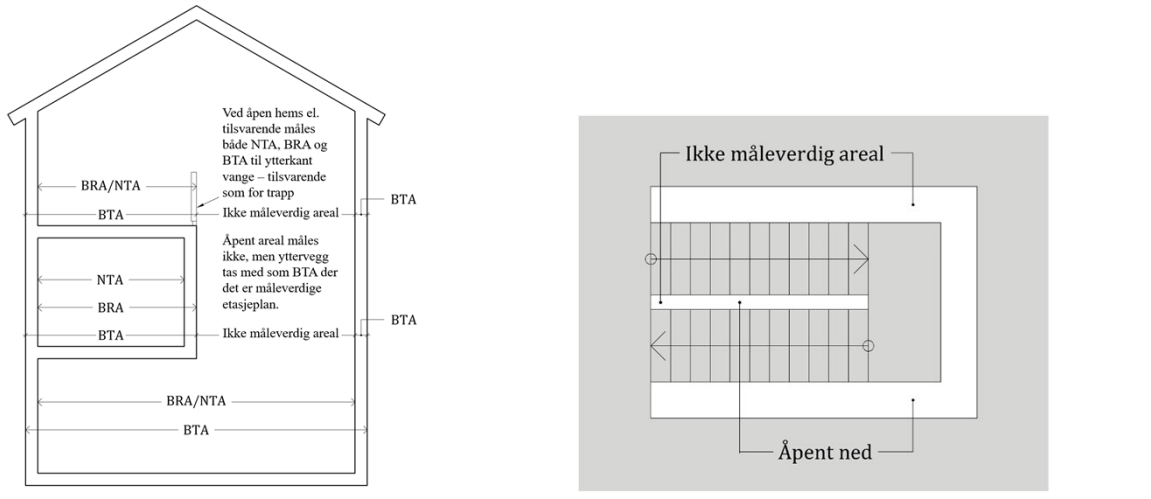 Ved åpen hems el.
tilsvarende måles
både NTA, BRA og
BTA til ytterkant
vange – tilsvarende
som for trapp
BRA/NTA
BTA
Ikke måleverdig areal
BTA
Åpent areal måles
ikke, men yttervegg
tas med som BTA der
det er måleverdige
etasjeplan.
NTA
BRA
BTA
Ikke måleverdig areal
BTA
BRA/NTA
BTA
Ikke måleverdig areal
Åpent ned